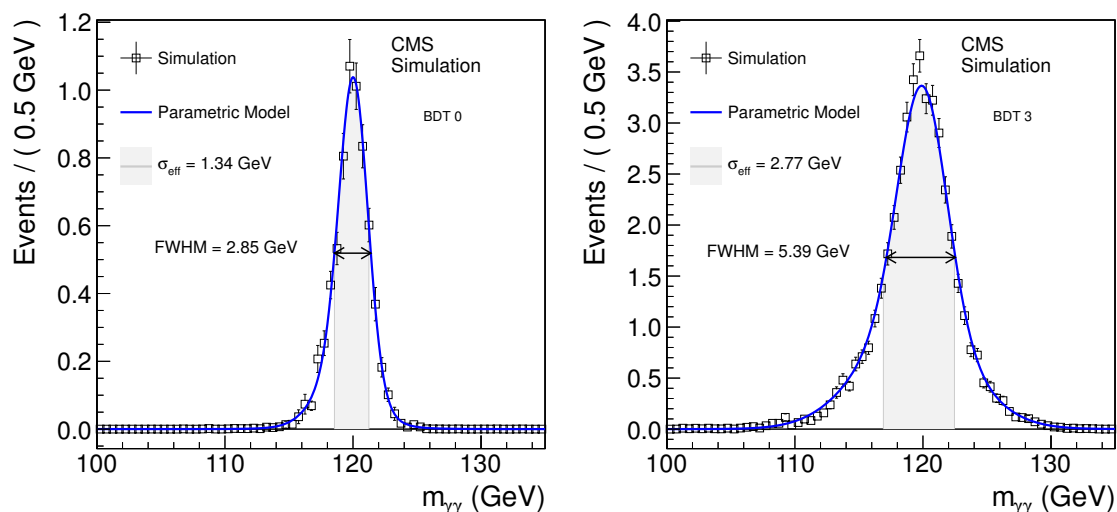 Events / ( 0.5 GeV )
1.2
1.0
0.8
0.6
0.4
0.2
0.0
Simulation
Parametric Model
σeff = 1.34 GeV
FWHM = 2.85 GeV
CMS
Simulation
BDT 0
100
110
120
130
mγγ (GeV)
Events / ( 0.5 GeV )
4.0
3.5
3.0
2.5
2.0
1.5
1.0
0.5
0.0
Simulation
Parametric Model
σeff = 2.77 GeV
FWHM = 5.39 GeV
CMS
Simulation
BDT 3
100
110
120
130
mγγ (GeV)